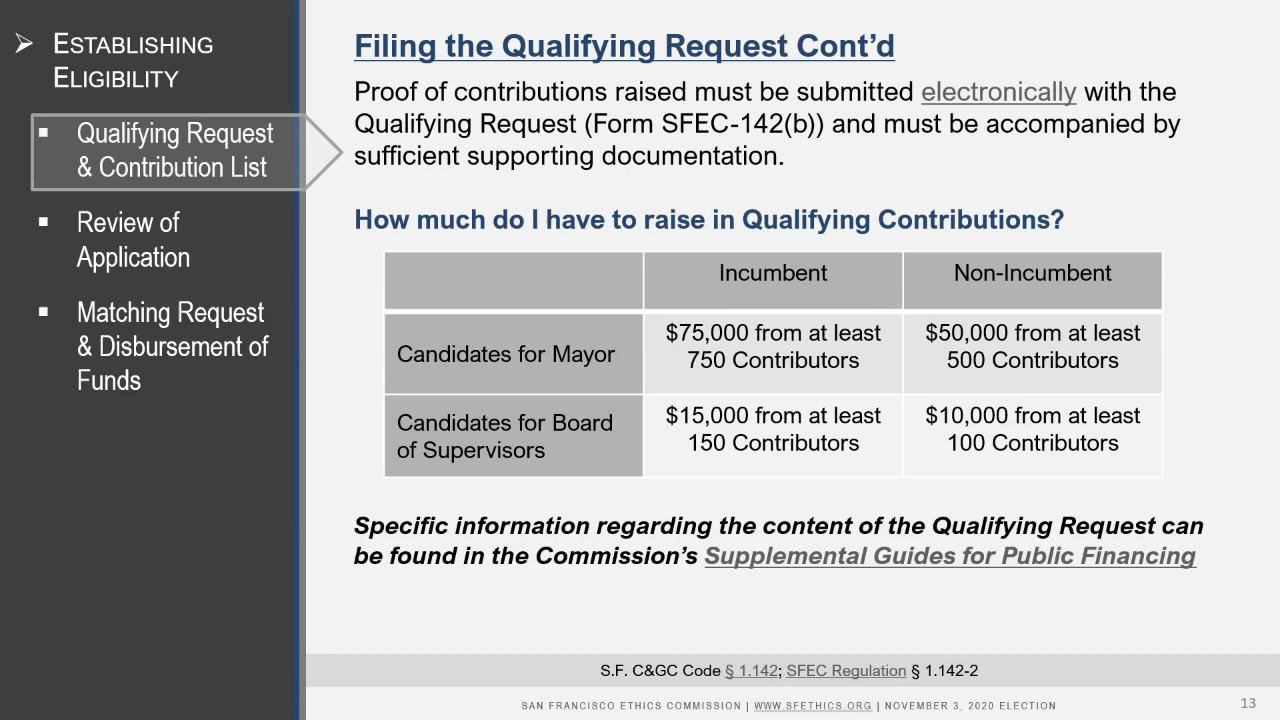 ➢ ESTABLISHING
ELIGIBILITY
▪ Qualifying Request
& Contribution List
▪ Review of
Application
▪ Matching Request
& Disbursement of
Funds
Filing the Qualifying Request Cont’d
Proof of contributions raised must be submitted electronically with the
Qualifying Request (Form SFEC-142(b)) and must be accompanied by
sufficient supporting documentation.
How much do I have to raise in Qualifying Contributions?
Incumbent Non-Incumbent
Candidates for Mayor
$75,000 from at least
750 Contributors
$50,000 from at least
500 Contributors
Candidates for Board
of Supervisors
$15,000 from at least
150 Contributors
$10,000 from at least
100 Contributors
Specific information regarding the content of the Qualifying Request can
be found in the Commission’s Supplemental Guides for Public Financing
S.F. C&GC Code § 1.142; SFEC Regulation § 1.142-2
SAN FRANCISCO ETHICS COMMISSION | WWW.SFETHICS.ORG | NOVEMBER 3, 2020 ELECTION
13